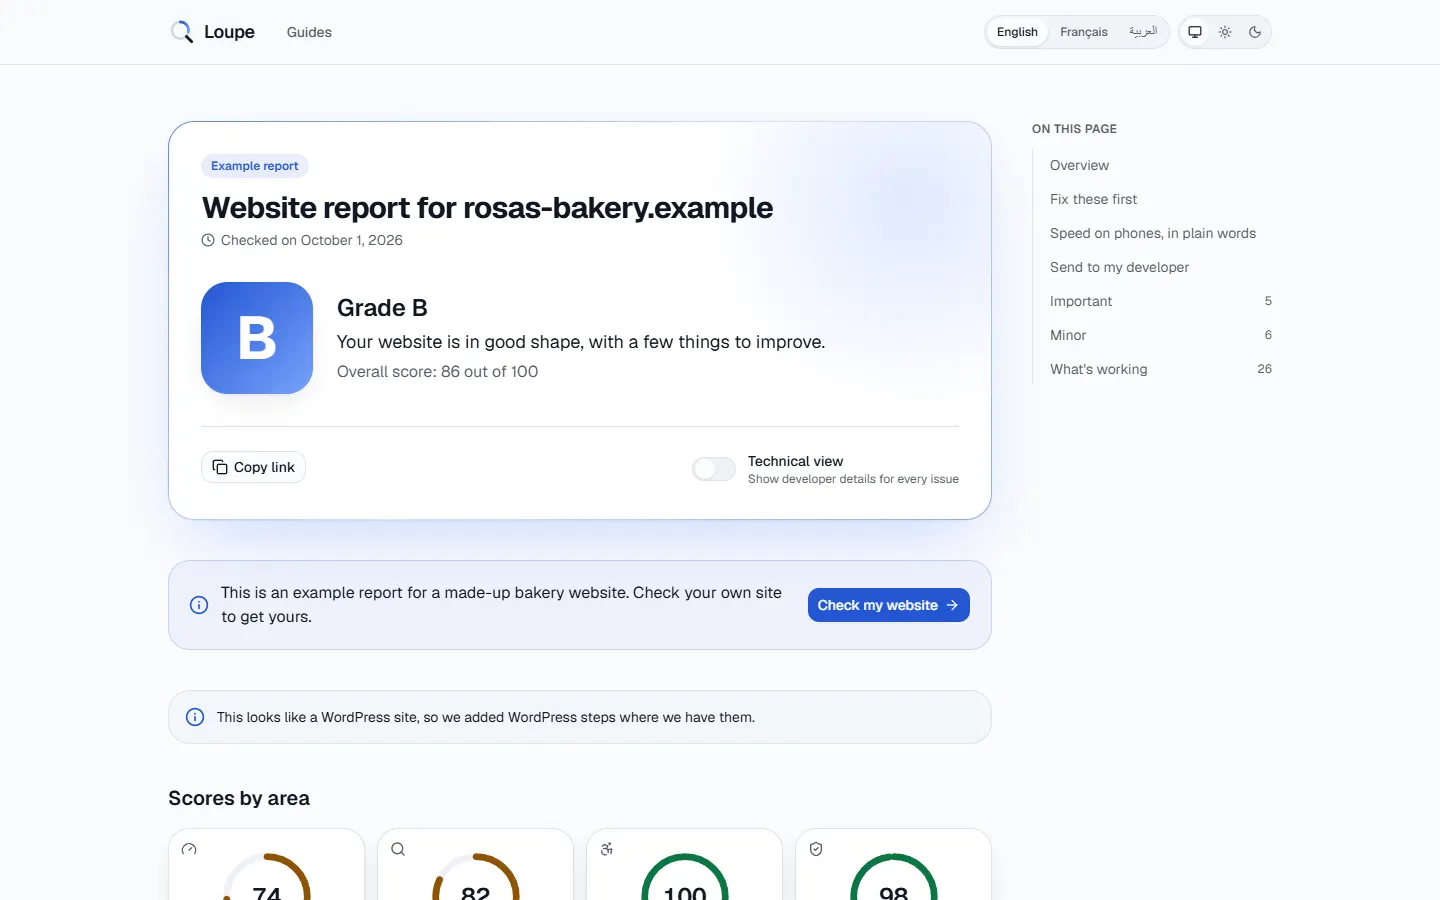 Loupe
Guides
English
Français
العربية
ON THIS PAGE
Overview
Fix these first
Speed on phones, in plain words
Send to my developer
Important 5
Minor 6
What's working 26
Example report
Website report for rosas-bakery.example
Checked on October 1, 2026
B
Grade B
Your website is in good shape, with a few things to improve.
Overall score: 86 out of 100
Copy link
Technical view
Show developer details for every issue
This is an example report for a made-up bakery website. Check your own site
to get yours.
Check my website
This looks like a WordPress site, so we added WordPress steps where we have them.
Scores by area
74
82
100
98